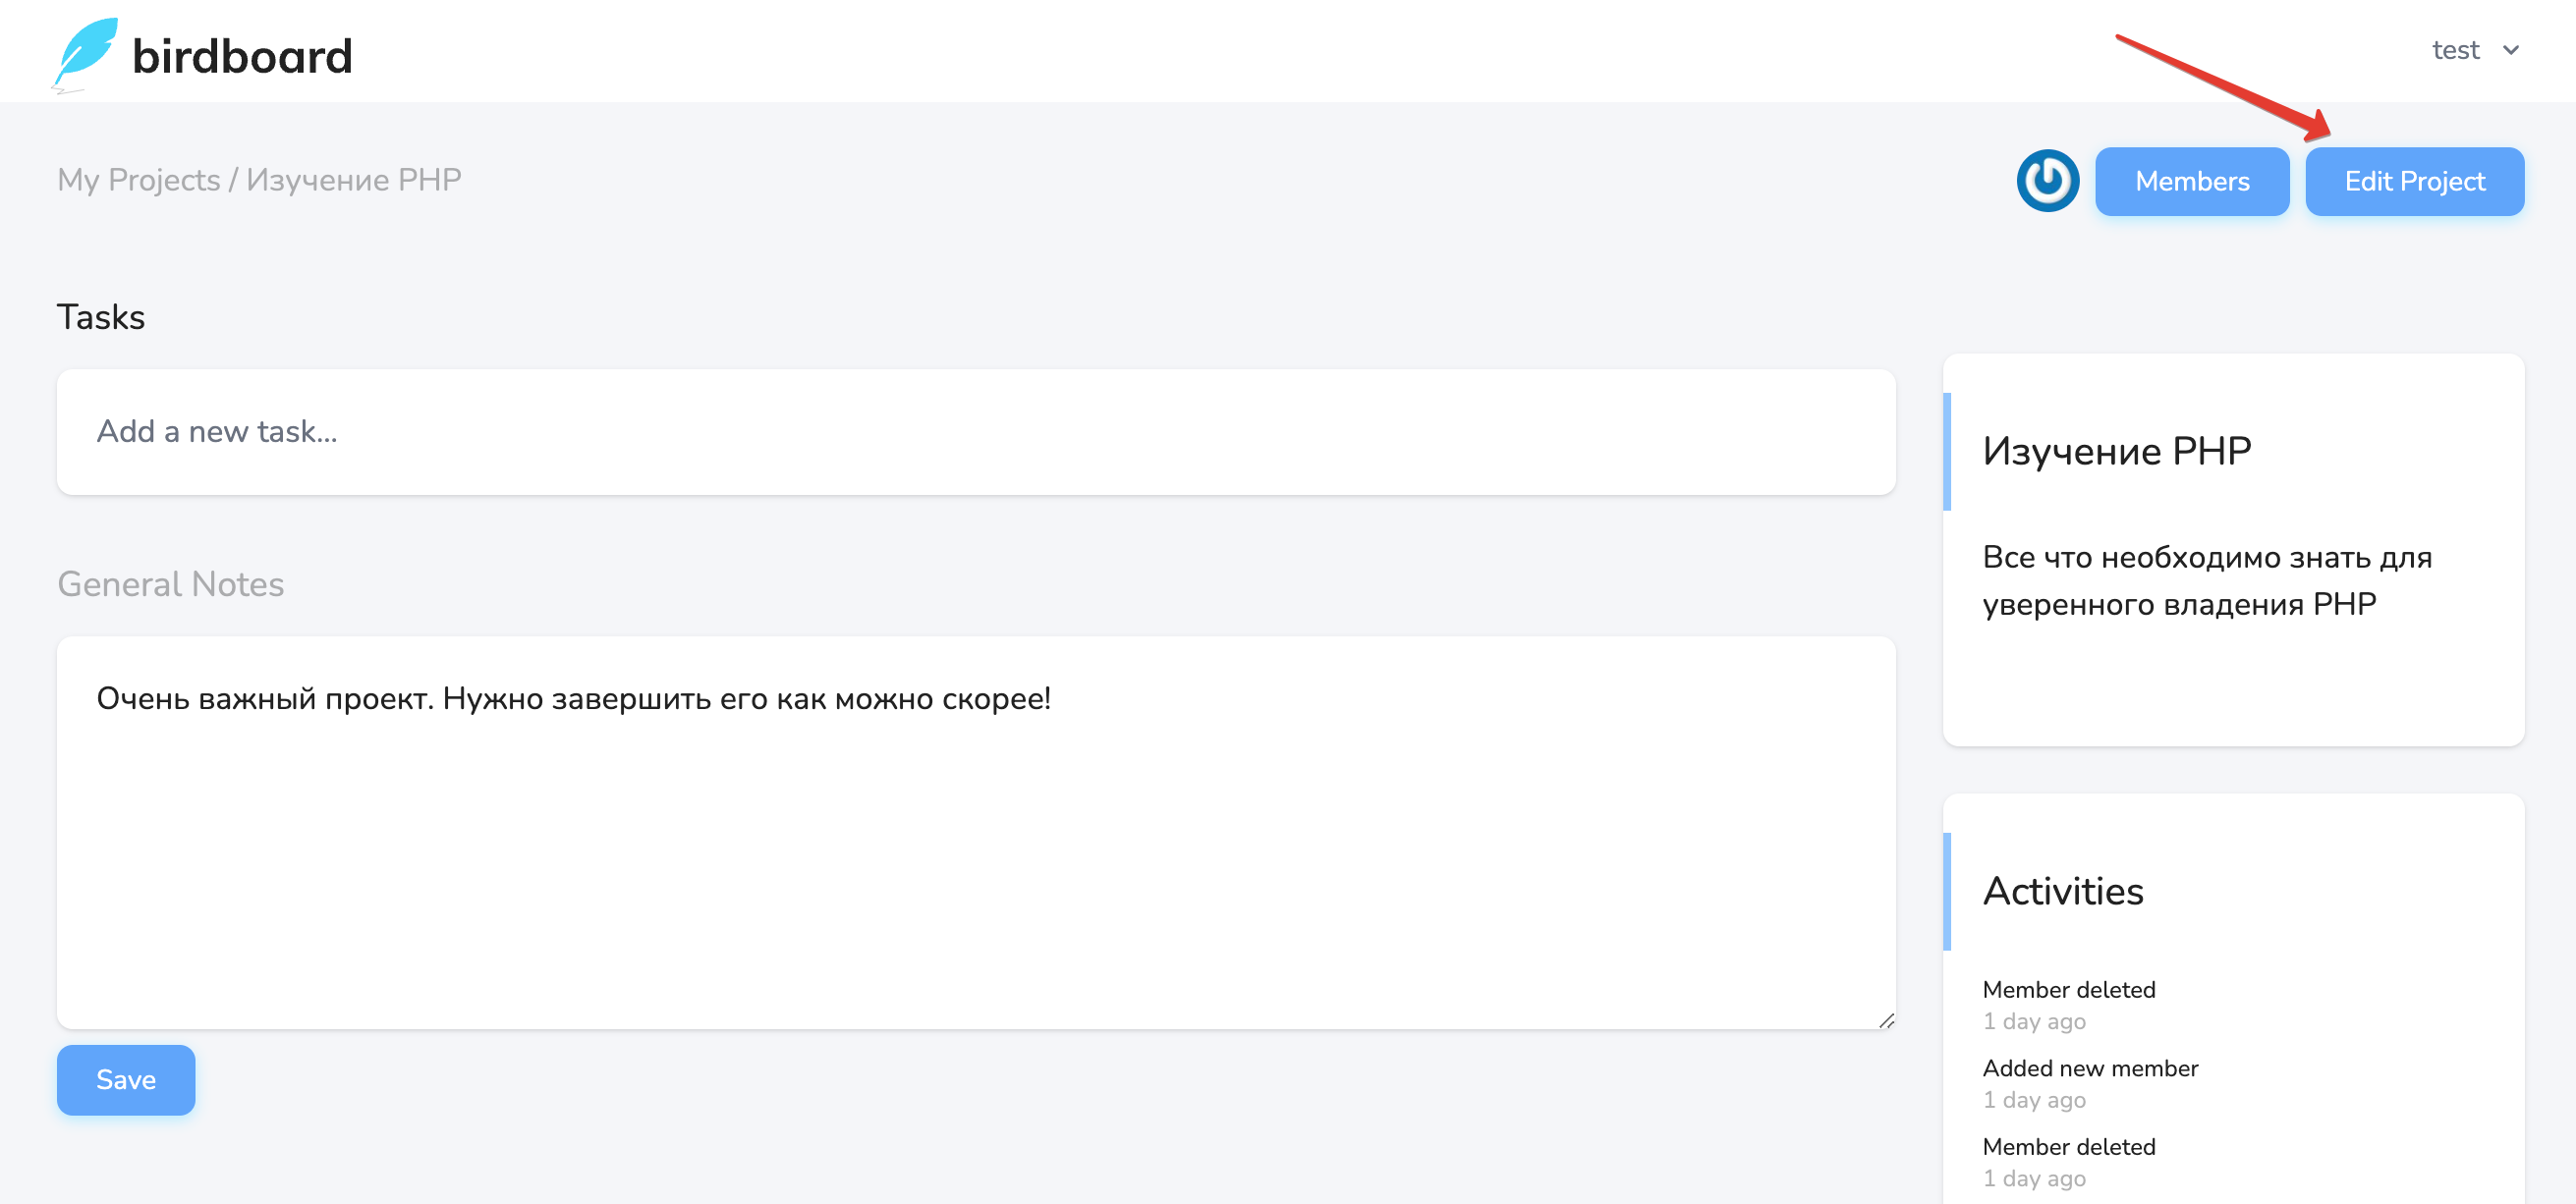 birdboard
test
My Projects / Изучение PHP
Members
Edit Project
Tasks
Add a new task...
General Notes
Очень важный проект. Нужно завершить его как можно скорее!
Save
Изучение PHP
Все что необходимо знать для
уверенного владения PHP
Activities
Member deleted
1 day ago
Added new member
1 day ago
Member deleted
1 day ago